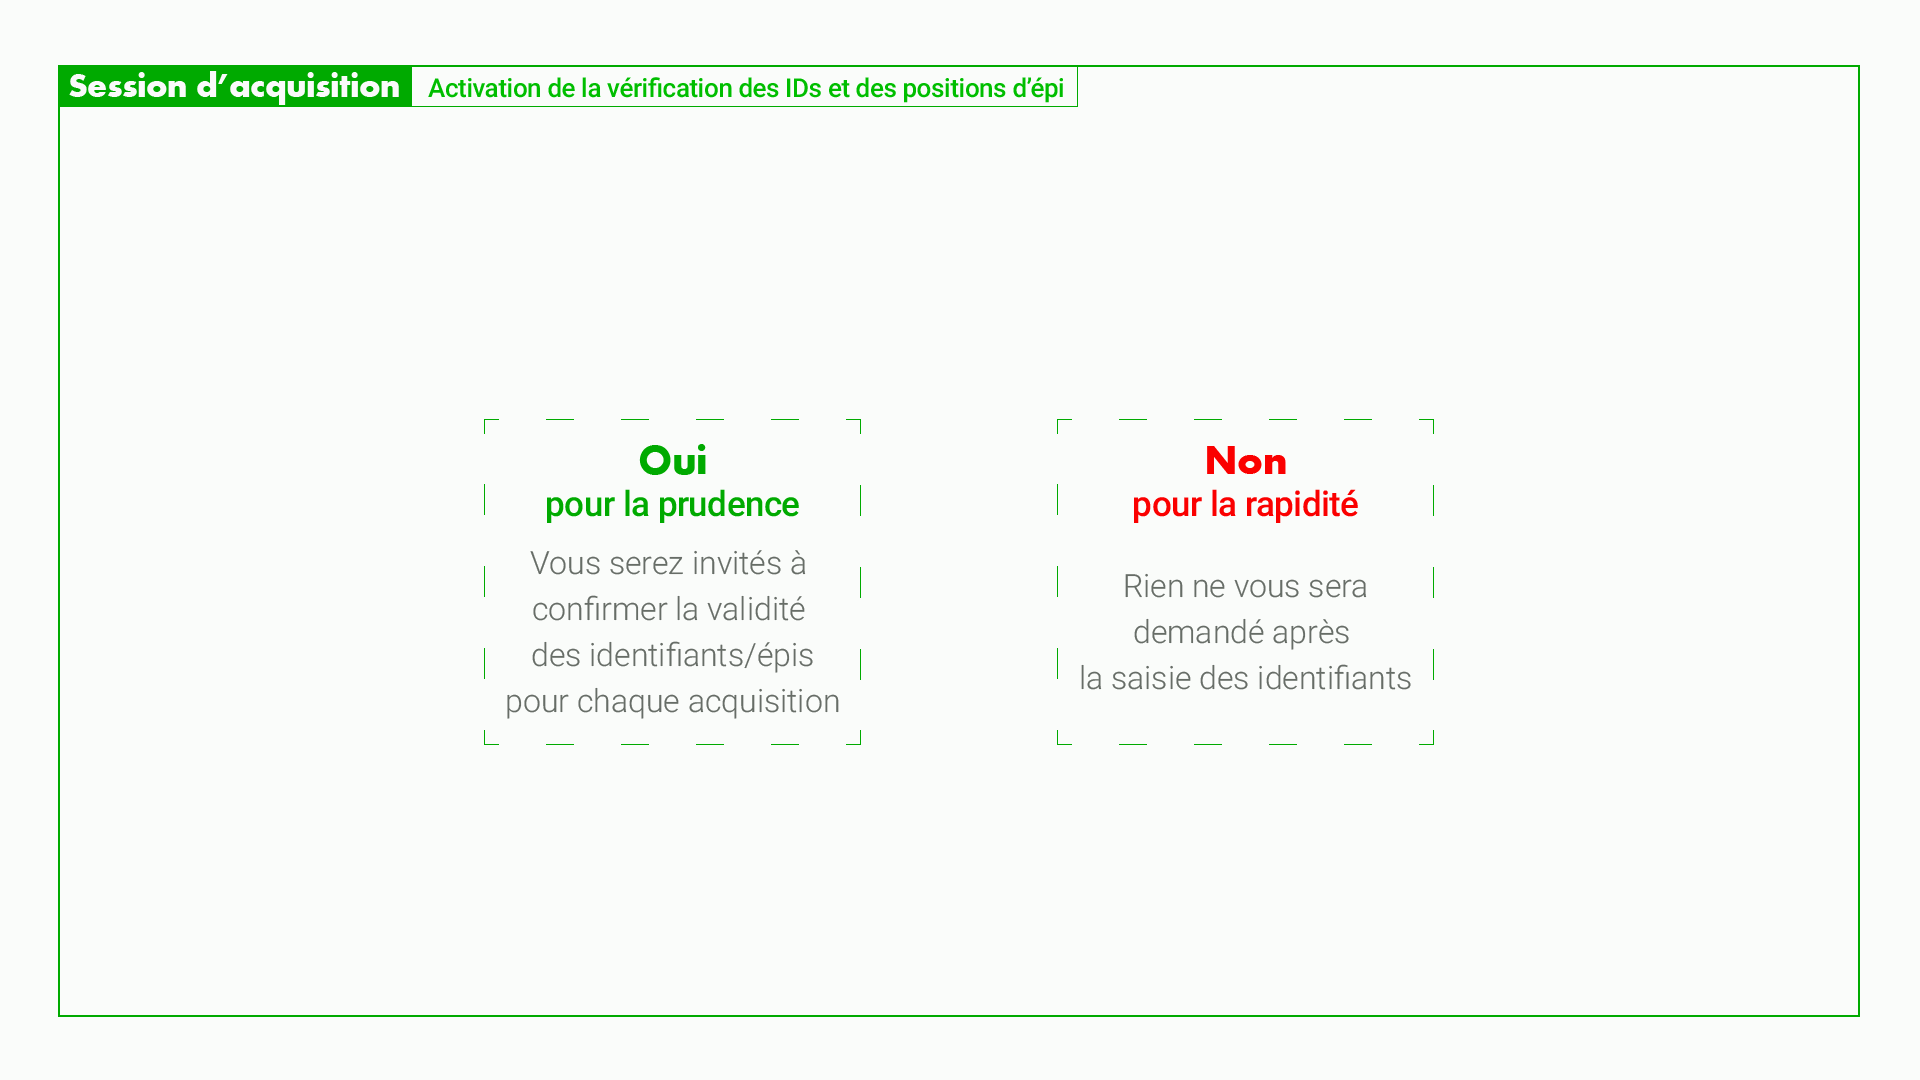 Session d’acquisition
Activation de la vérification des IDs et des positions d’épi
Oui
pour la prudence
Vous serez invités à
confirmer la validité
des identifiants/épis
pour chaque acquisition
Non
pour la rapidité
Rien ne vous sera
demandé après
la saisie des identifiants